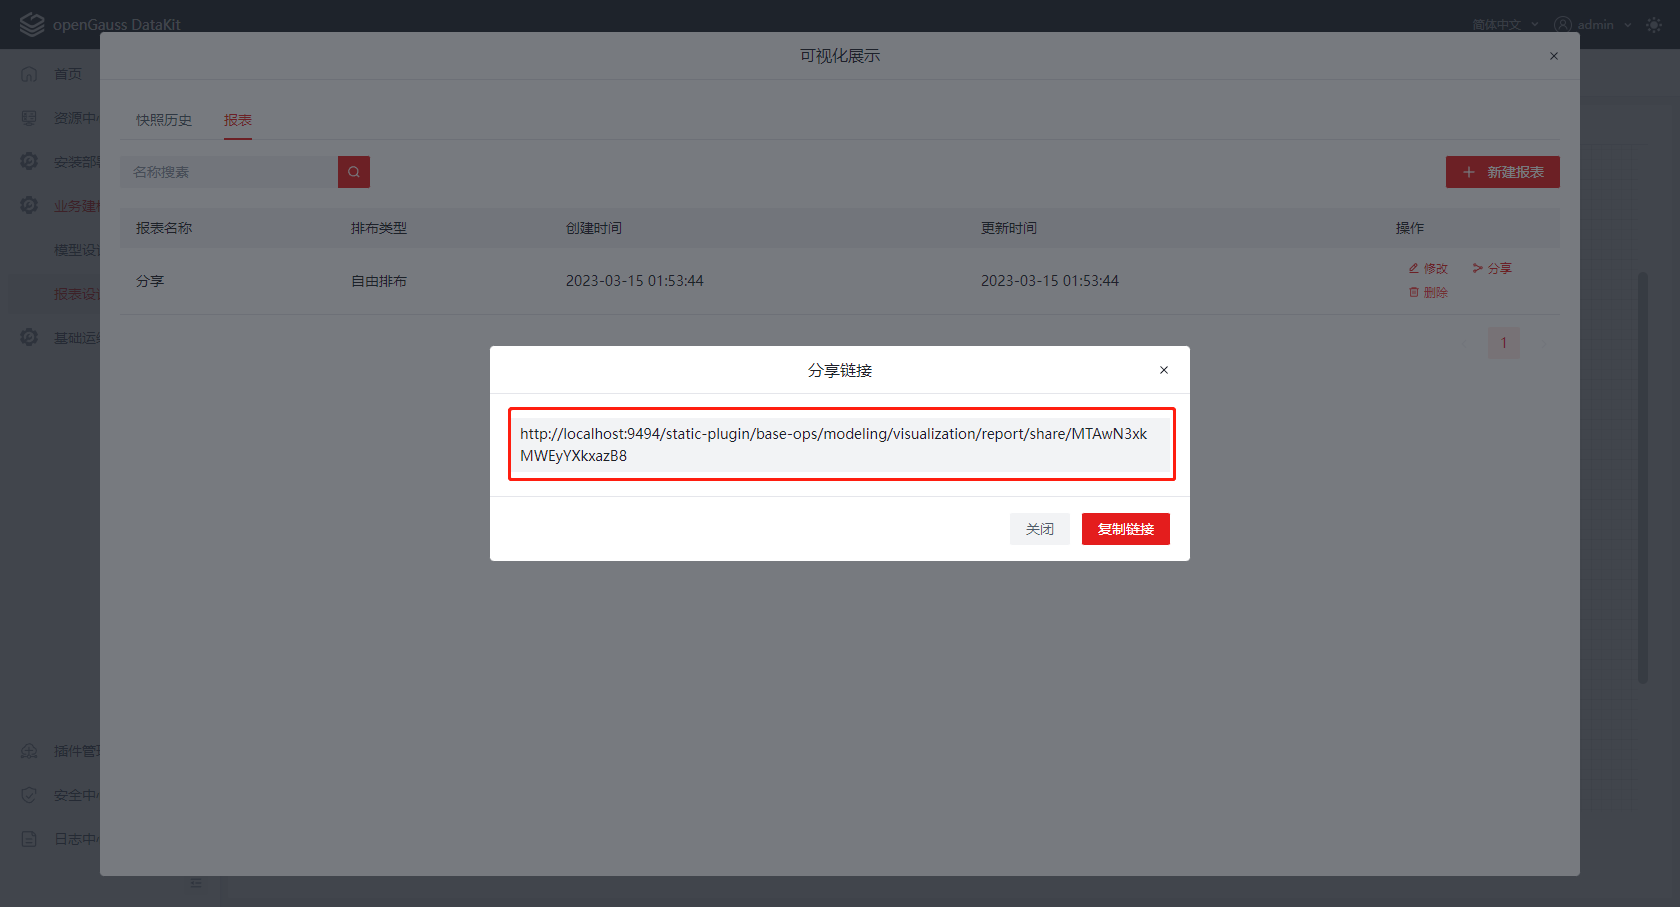 openGauss DataKit
简体中文
admin
可视化展示
首页
资源中
安装部
业务建
模型设
报表设
基础运
快照历史
报表
名称搜素
新建报表
报表名称
排布类型
创建时间
更新时间
操作
分享
自由排布
2023-03-15 01:53:44
2023-03-15 01:53:44
修改
分享
删除
1
分享链接
http://localhost:9494/static-plugin/base-ops/modeling/visualization/report/share/MTAwN3xk
MWEyYXkxazB8
关闭
复制链接
插件管
安全中
日志中